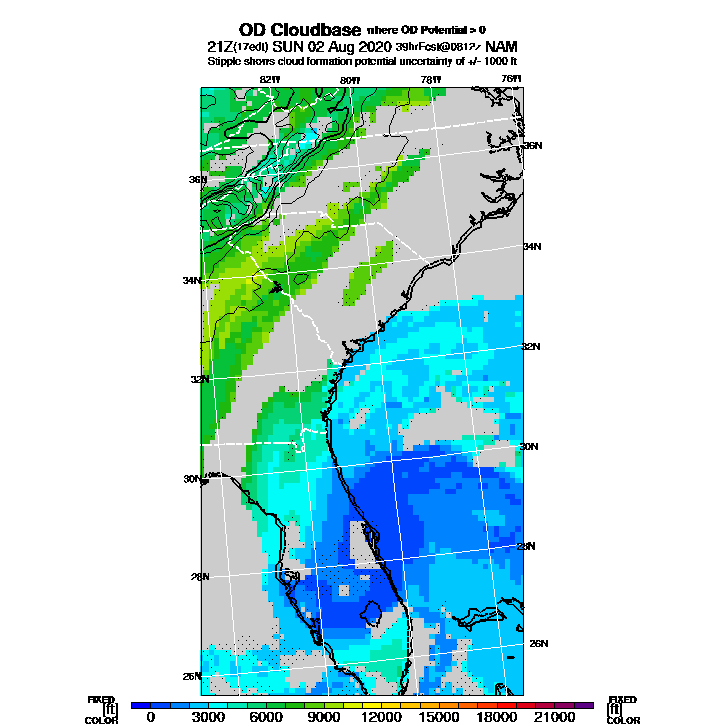 OD Cloudbase where OD Potential > 0
21Z(17edt) SUN 02 Aug 2020 39hrFcst@0812z NAM
Stipple shows cloud formation potential uncertainty of +/- 1000 ft
82W 80W 78W 76W
36N 36N
34N 34N
32N 32N
30N 30N
28N 28N
26N 26N
FIXED FIXED
[ft] [ft]
COLOR COLOR
0 3000 6000 9000 12000 15000 18000 21000